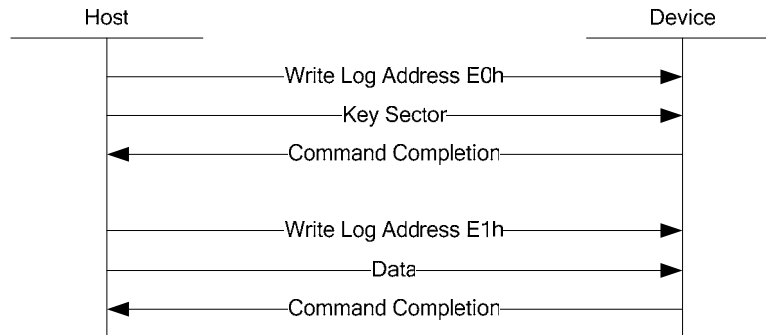 Host
Device
Write Log Address E0h
Key Sector
Command Completion
Write Log Address E1h
Data
Command Completion